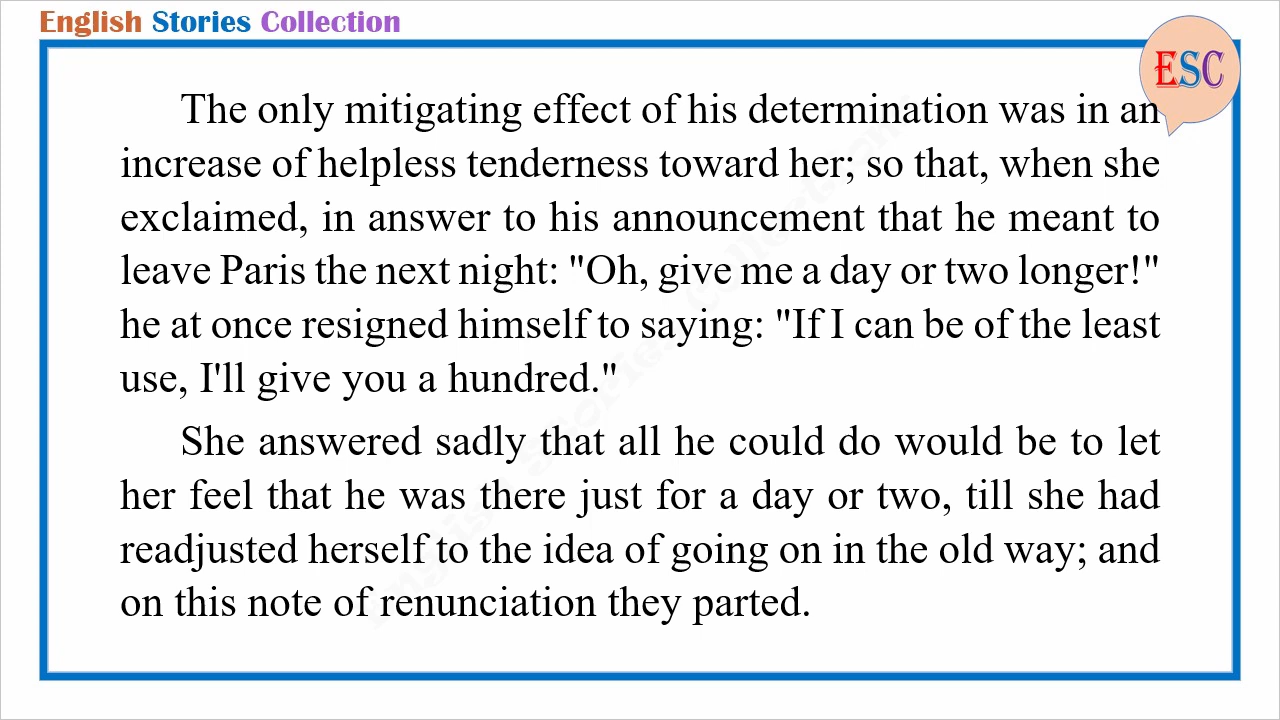 English Stories Collection
ESC
The only mitigating effect of his determination was in an
increase of helpless tenderness toward her; so that, when she
exclaimed, in answer to his announcement that he meant to
leave Paris the next night: "Oh, give me a day or two longer!"
he at once resigned himself to saying: "If I can be of the least
use, I'll give you a hundred."
She answered sadly that all he could do would be to let
her feel that he was there just for a day or two, till she had
readjusted herself to the idea of going on in the old way; and
on this note of renunciation they parted.